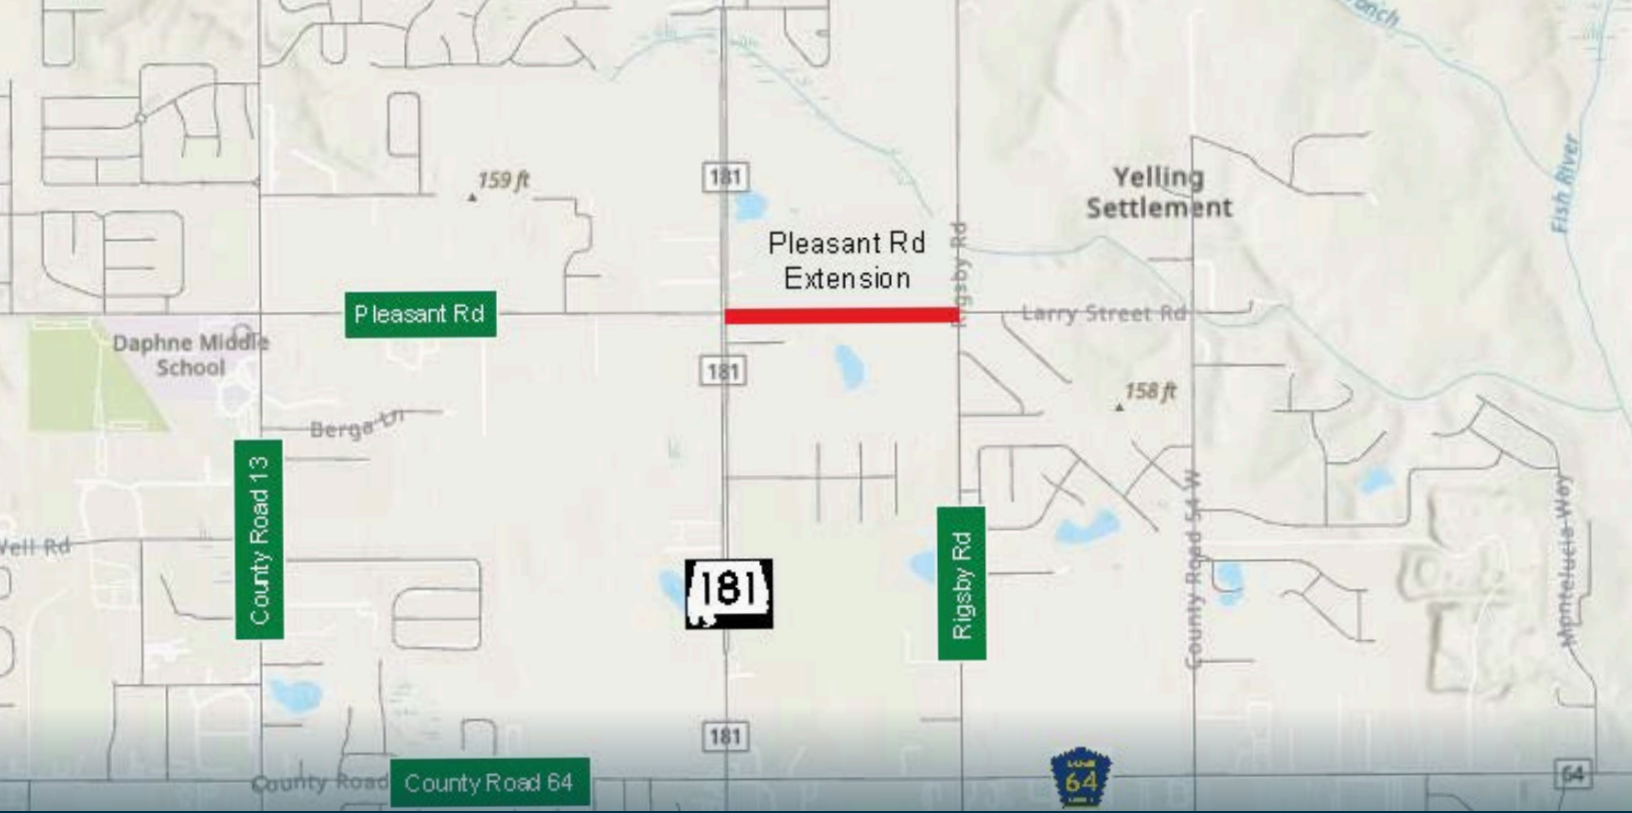 Branch
Fish River
181
159 ft
Yelling
Settlement
Pleasant Rd
Extension
Rigsby Rd
Pleasant Rd
Larry Street Rd
Daphne Middle
School
181
158 ft
Berga Ln
County Road 13
Well Rd
181
Rigsby Rd
County Road 54 W
Montelucia Way
181
County Road
County Road 64
64
64